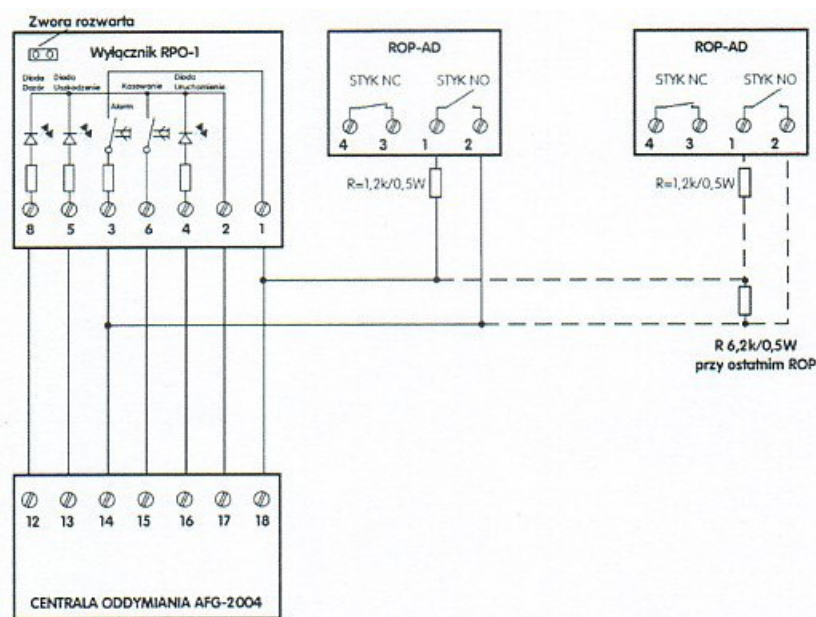 Zwora rozwarta
Wyłącznik RPO-1
Dioda Dozór
Dioda Uszkodzenie
Alarm
Kasowanie
Dioda Uruchomienie
8 5 3 6 4 2 1
ROP-AD
STYK NC STYK NO
4 3 1 2
R=1,2k/0,5W
ROP-AD
STYK NC STYK NO
4 3 1 2
R=1,2k/0,5W
R 6,2k/0,5W
przy ostatnim ROP
12 13 14 15 16 17 18
CENTRALA ODDYMIANIA AFG-2004